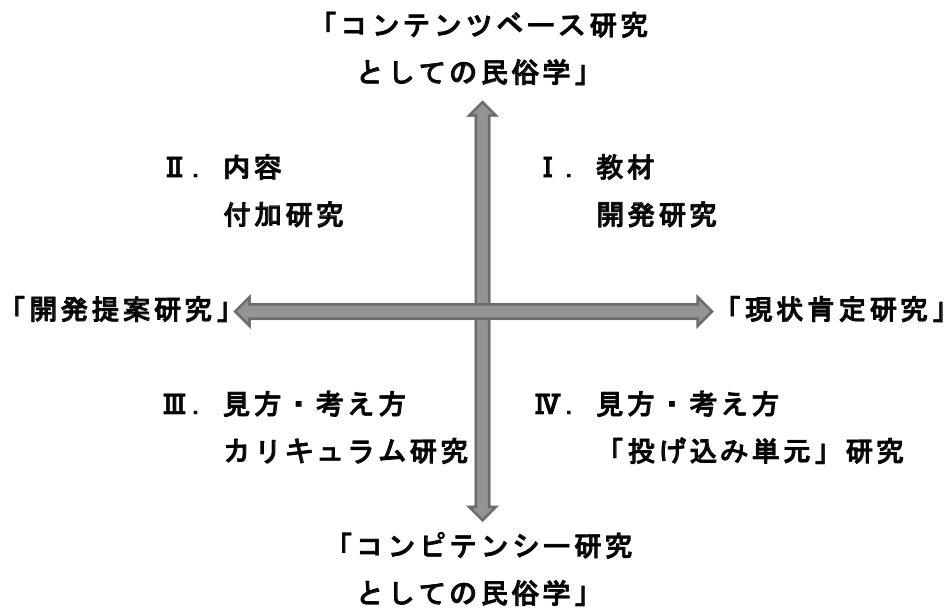 「コンテンツベース研究
としての民俗学」
Ⅱ．内容
付加研究
Ⅰ．教材
開発研究
「開発提案研究」
「現状肯定研究」
Ⅲ．見方・考え方
カリキュラム研究
Ⅳ．見方・考え方
「投げ込み単元」研究
「コンピテンシー研究
としての民俗学」